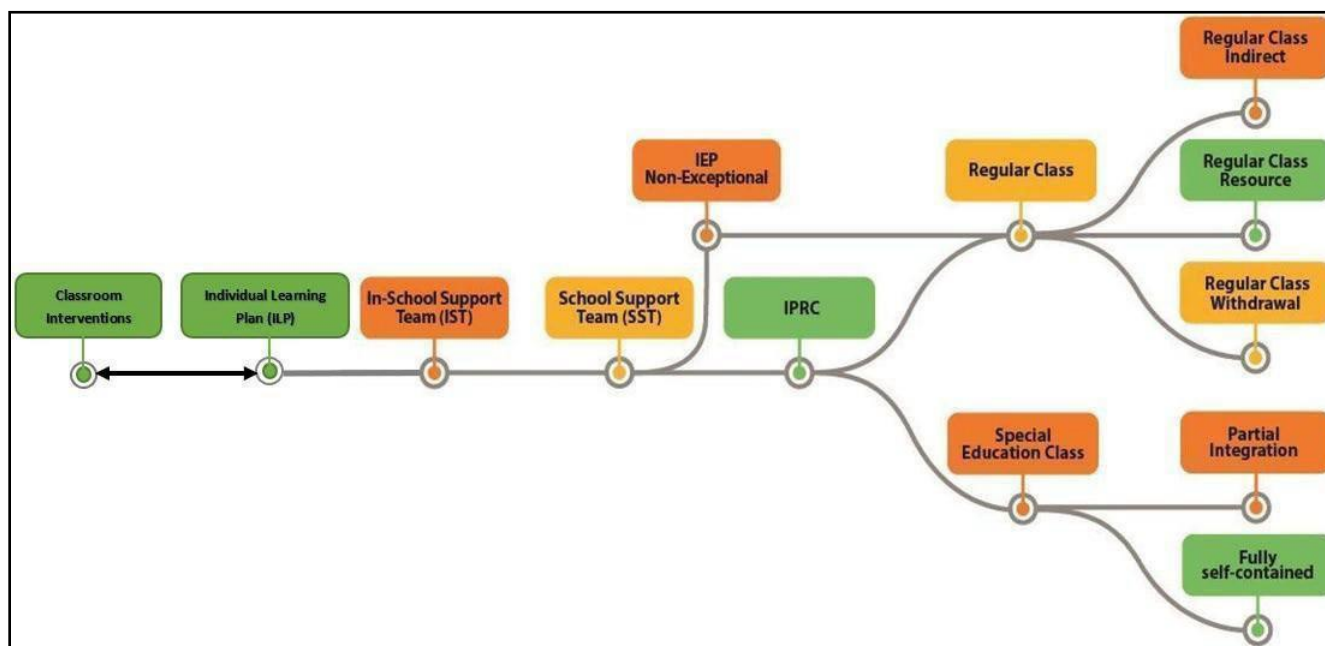 Regular Class
Indirect
IEP
Non-Exceptional
Regular Class
Regular Class
Resource
Classroom
Interventions
Individual Learning
Plan (ILP)
In-School Support
Team (IST)
School Support
Team (SST)
IPRC
Regular Class
Withdrawal
Special
Education Class
Partial
Integration
Fully
self-contained